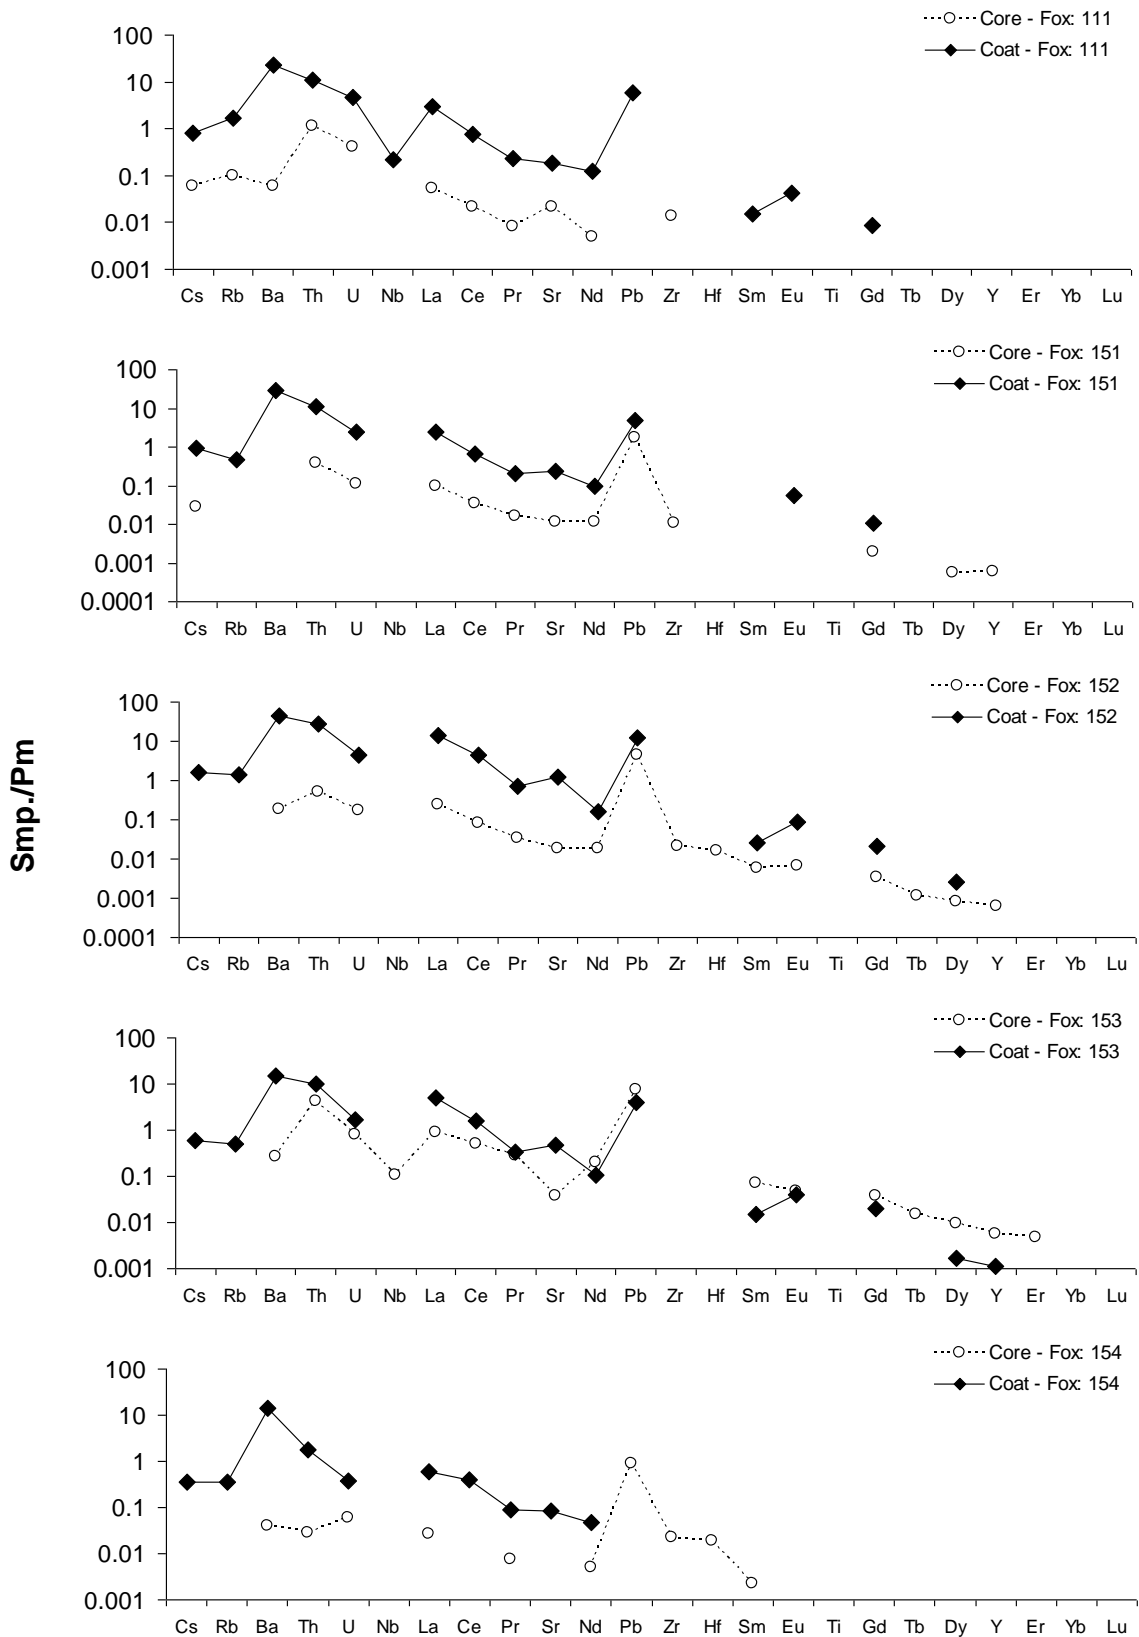 Core - Fox: 111
Coat - Fox: 111
100
10
1
0.1
0.01
0.001
Cs Rb Ba Th U Nb La Ce Pr Sr Nd Pb Zr Hf Sm Eu Ti Gd Tb Dy Y Er Yb Lu
Core - Fox: 151
Coat - Fox: 151
100
10
1
0.1
0.01
0.001
0.0001
Cs Rb Ba Th U Nb La Ce Pr Sr Nd Pb Zr Hf Sm Eu Ti Gd Tb Dy Y Er Yb Lu
Core - Fox: 152
Coat - Fox: 152
100
10
1
0.1
0.01
0.001
0.0001
Cs Rb Ba Th U Nb La Ce Pr Sr Nd Pb Zr Hf Sm Eu Ti Gd Tb Dy Y Er Yb Lu
Smp./Pm
Core - Fox: 153
Coat - Fox: 153
100
10
1
0.1
0.01
0.001
Cs Rb Ba Th U Nb La Ce Pr Sr Nd Pb Zr Hf Sm Eu Ti Gd Tb Dy Y Er Yb Lu
Core - Fox: 154
Coat - Fox: 154
100
10
1
0.1
0.01
0.001
Cs Rb Ba Th U Nb La Ce Pr Sr Nd Pb Zr Hf Sm Eu Ti Gd Tb Dy Y Er Yb Lu